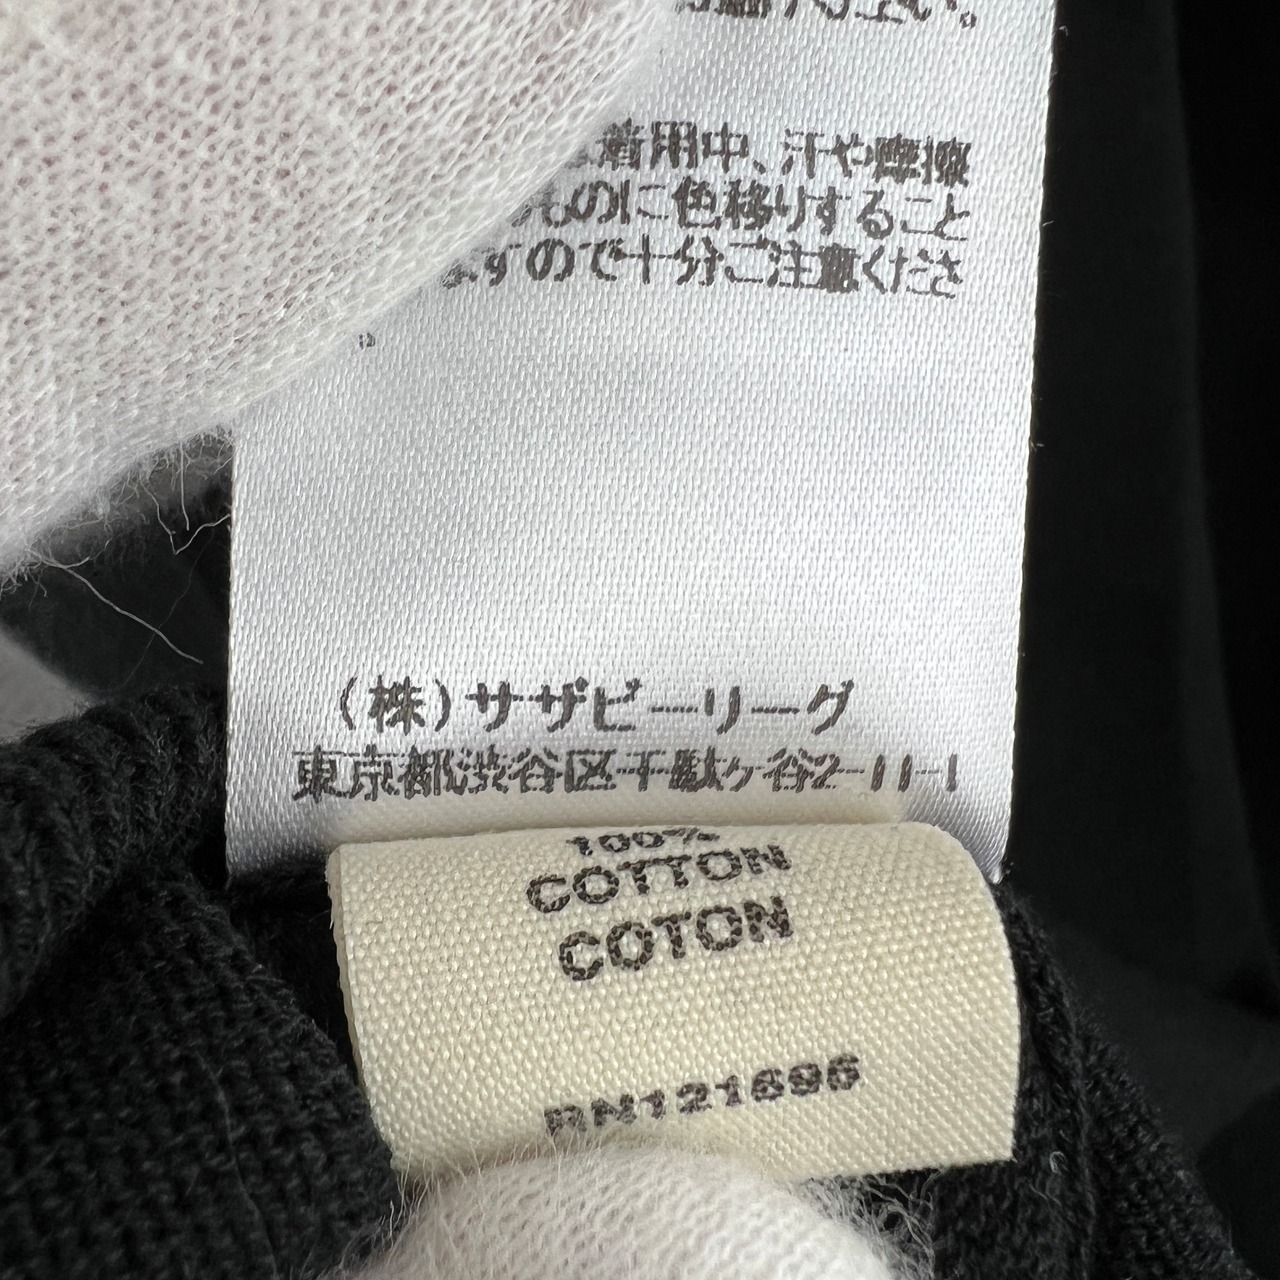 着用中、汗や摩擦
ものに色移りすること
ますので十分ご注意くださ
。
(株)サザビーリーグ
東京都渋谷区千駄ヶ谷2-11-1
100%
COTTON
COTON
RN121696